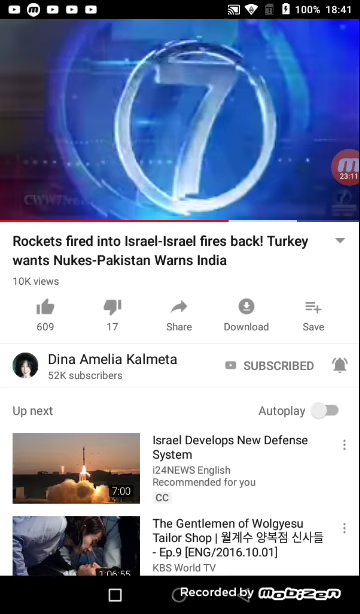 100% 18:41
7
23:11
Rockets fired into Israel-Israel fires back! Turkey
wants Nukes-Pakistan Warns India
10K views
609
17
Share
Download
Save
Dina Amelia Kalmeta
52K subscribers
SUBSCRIBED
Up next
Autoplay
Israel Develops New Defense
System
i24NEWS English
Recommended for you
CC
7:00
The Gentlemen of Wolgyesu
Tailor Shop | 월계수 양복점 신사들
- Ep.9 [ENG/2016.10.01]
KBS World TV
1:06:55
Recorded by Mobizen